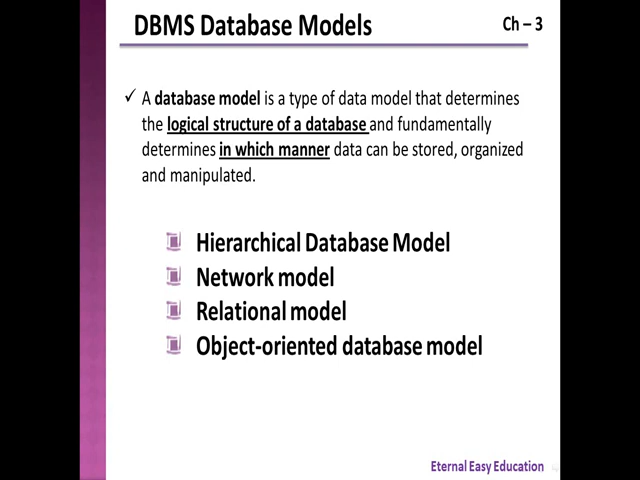 DBMS Database Models
Ch – 3
✓ A database model is a type of data model that determines
the logical structure of a database and fundamentally
determines in which manner data can be stored, organized
and manipulated.
Hierarchical Database Model
Network model
Relational model
Object-oriented database model
Eternal Easy Education